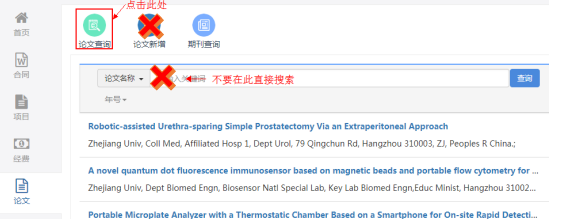 点击此处
首页
论文查询
论文新增
期刊查询
合同
论文名称
关键词
不要在此直接搜索
查询
年号
项目
Robotic-assisted Urethra-sparing Simple Prostatectomy Via an Extraperitoneal Approach
Zhejiang Univ, Coll Med, Affiliated Hosp 1, Dept Urol, 79 Qingchun Rd, Hangzhou 310003, ZJ, Peoples R China.;
经费
A novel quantum dot fluorescence immunosensor based on magnetic beads and portable flow cytometry for ...
Zhejiang Univ, Dept Biomed Engn, Biosensor Natl Special Lab, Key Lab Biomed Engn,Educ Minist, Hangzhou 31002...
论文
Portable Microplate Analyzer with a Thermostatic Chamber Based on a Smartphone for On-site Rapid Detecti...